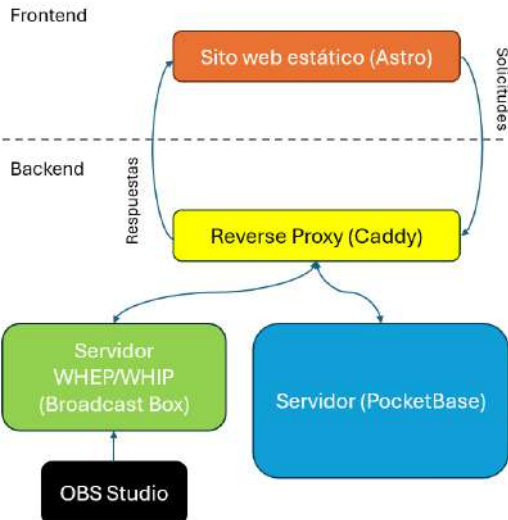 Frontend
Sito web estático (Astro)
Solicitudes
Backend
Respuestas
Reverse Proxy (Caddy)
Servidor
WHEP/WHIP
(Broadcast Box)
Servidor (PocketBase)
OBS Studio